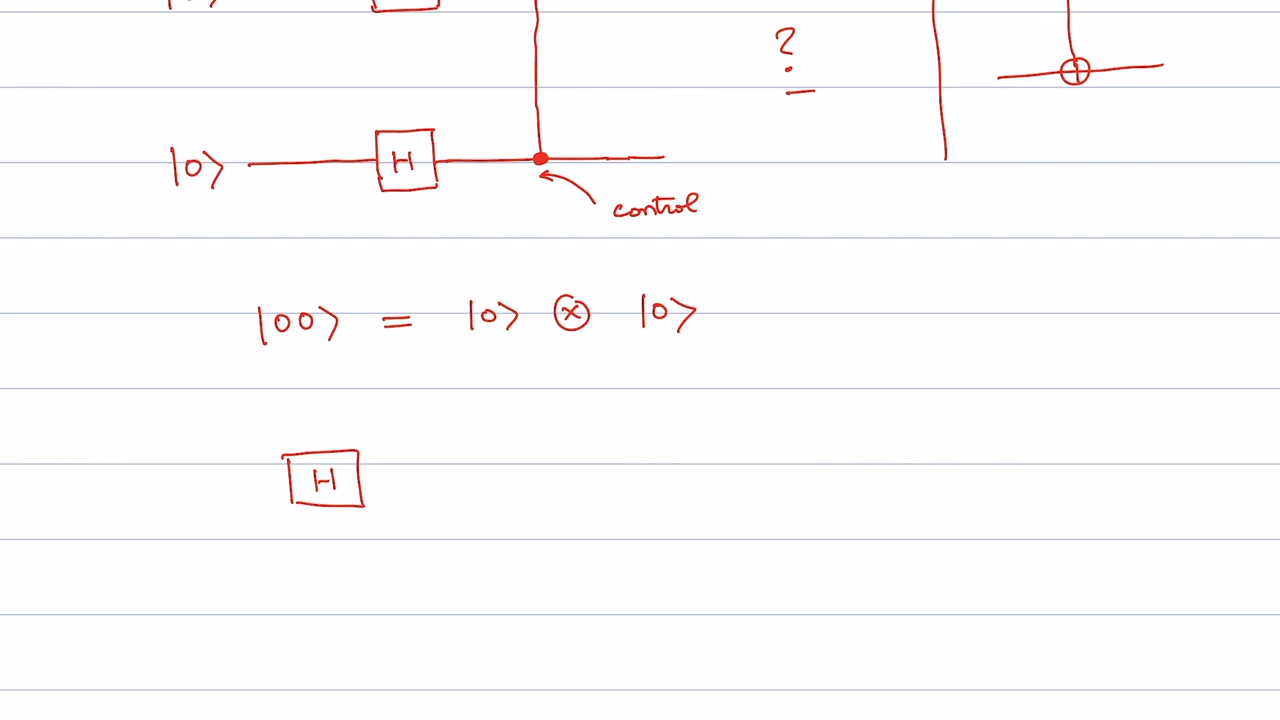 ?
|0⟩ H
control
|00⟩ = |0⟩ ⊗ |0⟩
H